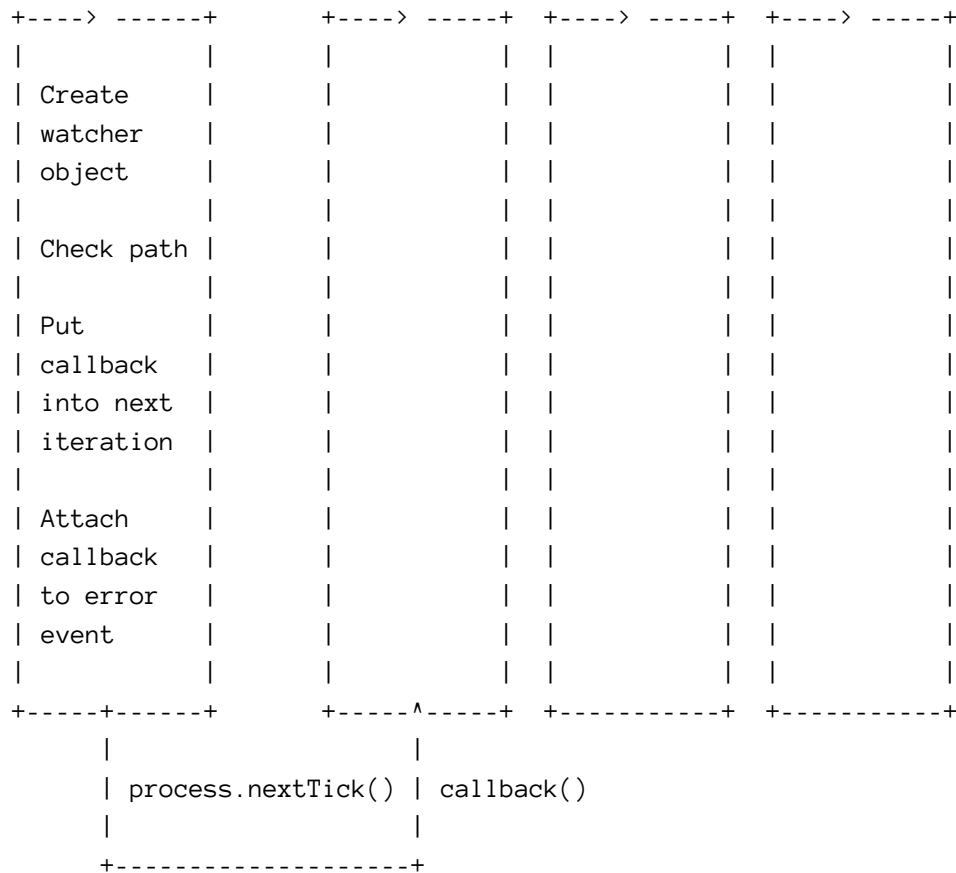 Create
watcher
object
Check path
Put
callback
into next
iteration
Attach
callback
to error
event
process.nextTick() callback()